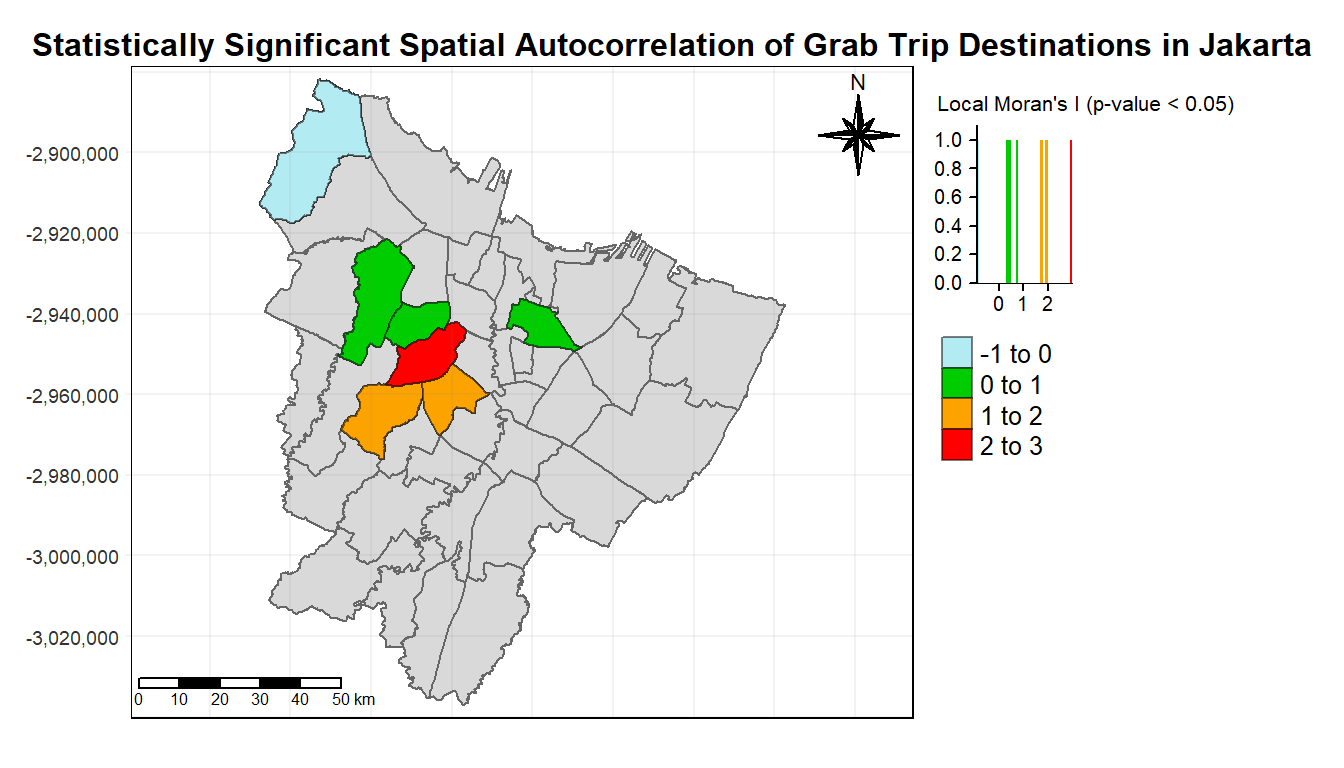 Statistically Significant Spatial Autocorrelation of Grab Trip Destinations in Jakarta
N
Local Moran's I (p-value < 0.05)
1.0
0.8
0.6
0.4
0.2
0.0
0 1 2
-1 to 0
0 to 1
1 to 2
2 to 3
-2,900,000
-2,920,000
-2,940,000
-2,960,000
-2,980,000
-3,000,000
-3,020,000
0 10 20 30 40 50 km